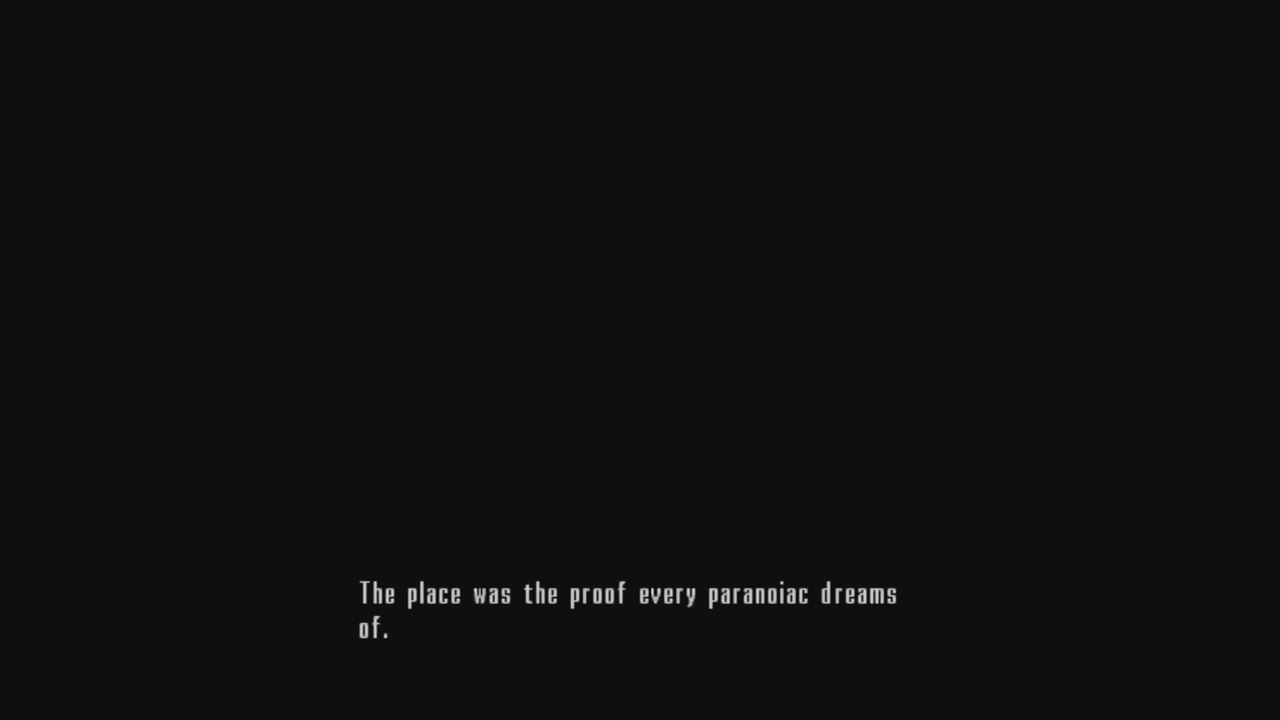 The place was the proof every paranoiac dreams
of.